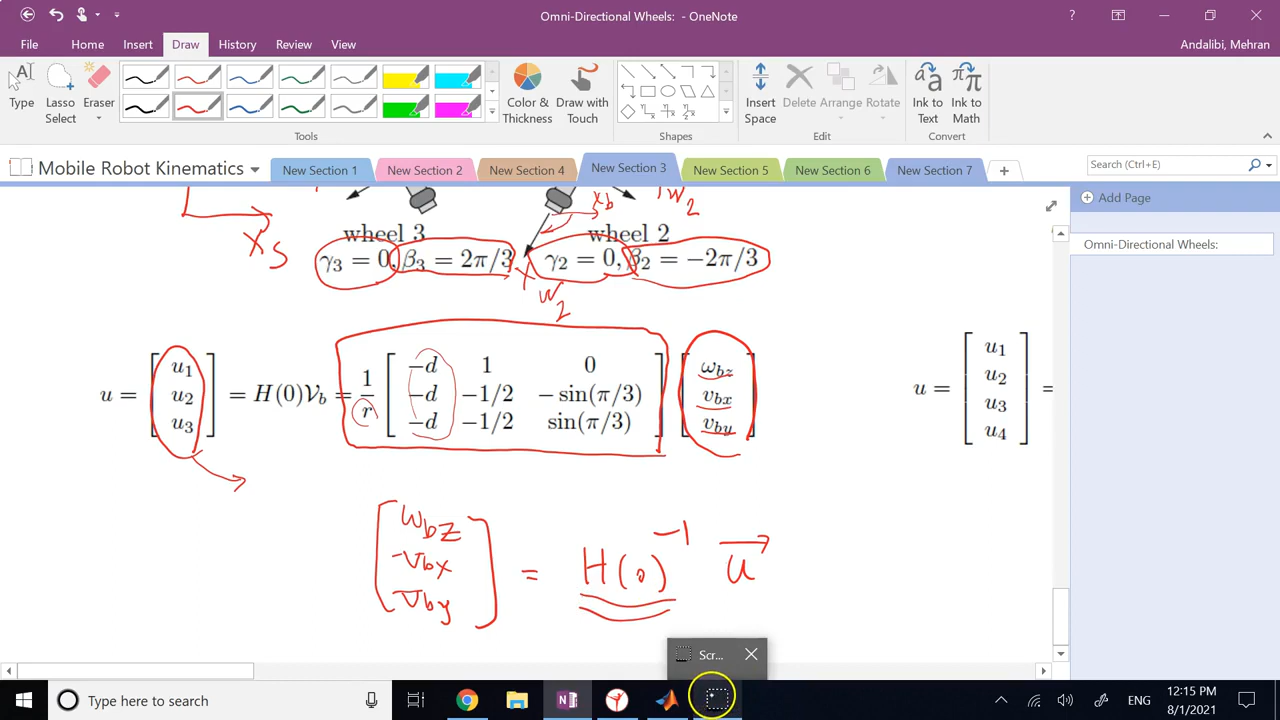 Omni-Directional Wheels: - OneNote
?
File Home Insert Draw History Review View
Andalibi, Mehran
Type
Lasso Select
Eraser
Color & Thickness
Draw with Touch
Insert Space
Delete
Arrange
Rotate
Ink to Text
Ink to Math
Tools
Shapes
Edit
Convert
Mobile Robot Kinematics
New Section 1
New Section 2
New Section 4
New Section 3
New Section 5
New Section 6
New Section 7
Search (Ctrl+E)
Add Page
Omni-Directional Wheels:
x_b
w_2
X_s
wheel 3
wheel 2
γ3 = 0, β3 = 2π/3
γ2 = 0, β2 = −2π/3
X
w_2
u = [ u1 u2 u3 ] = H(0)𝒱b = 1/r [ −d 1 0
−d −1/2 − sin(π/3)
−d −1/2 sin(π/3) ] [ ωbz vbx vby ]
u = [ u1 u2 u3 u4 ] =
[ ωbz vbx vby ] = H(0)^−1 u
Scr...
Type here to search
ENG
12:15 PM
8/1/2021